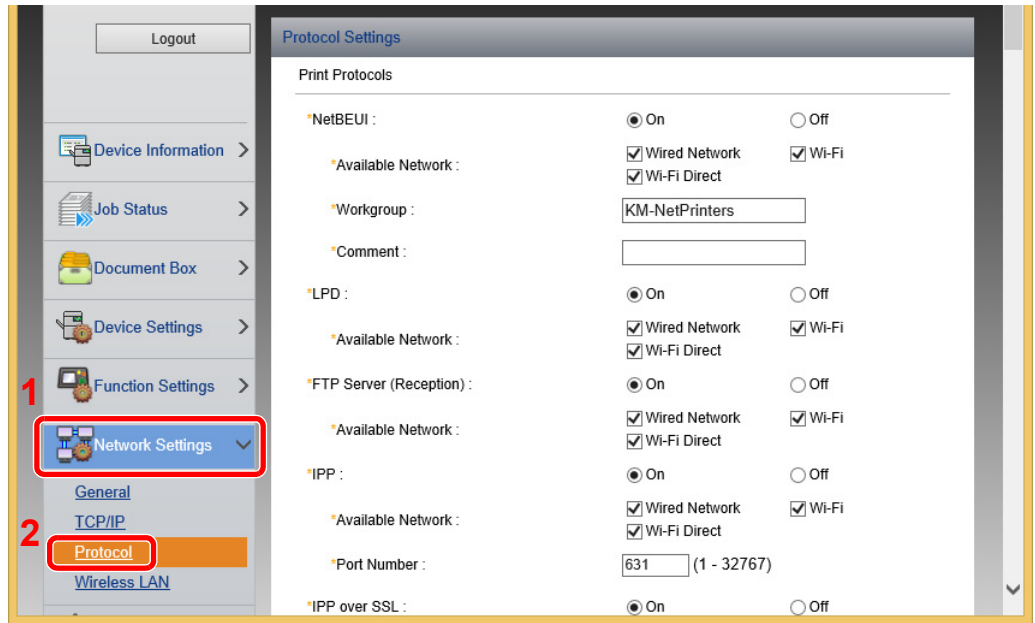 Logout
Device Information
Job Status
Document Box
Device Settings
1
Function Settings
Network Settings
General
TCP/IP
2
Protocol
Wireless LAN
Protocol Settings
Print Protocols
*NetBEUI : On Off
*Available Network : Wired Network Wi-Fi
Wi-Fi Direct
*Workgroup : KM-NetPrinters
*Comment :
*LPD : On Off
*Available Network : Wired Network Wi-Fi
Wi-Fi Direct
*FTP Server (Reception) : On Off
*Available Network : Wired Network Wi-Fi
Wi-Fi Direct
*IPP : On Off
*Available Network : Wired Network Wi-Fi
Wi-Fi Direct
*Port Number : 631 (1 - 32767)
*IPP over SSL : On Off